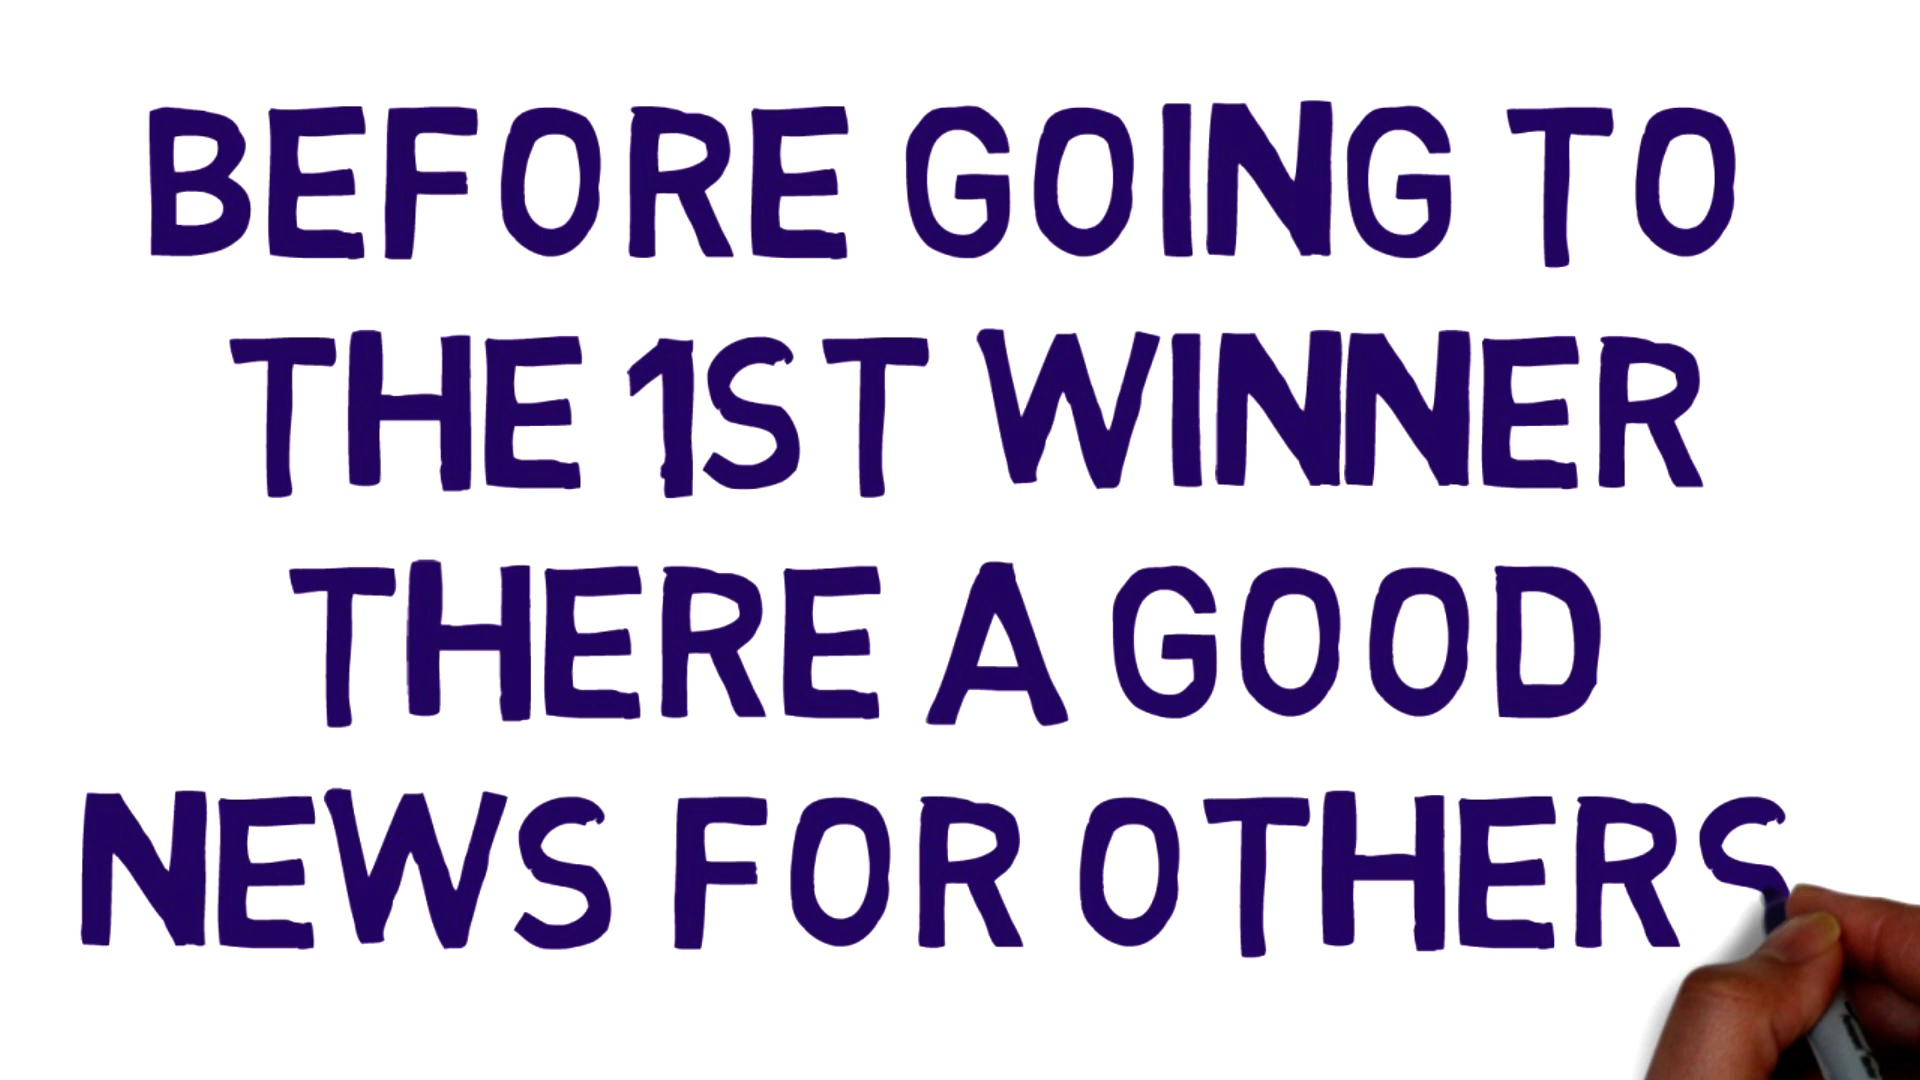 BEFORE GOING TO
THE 1ST WINNER
THERE A GOOD
NEWS FOR OTHERS